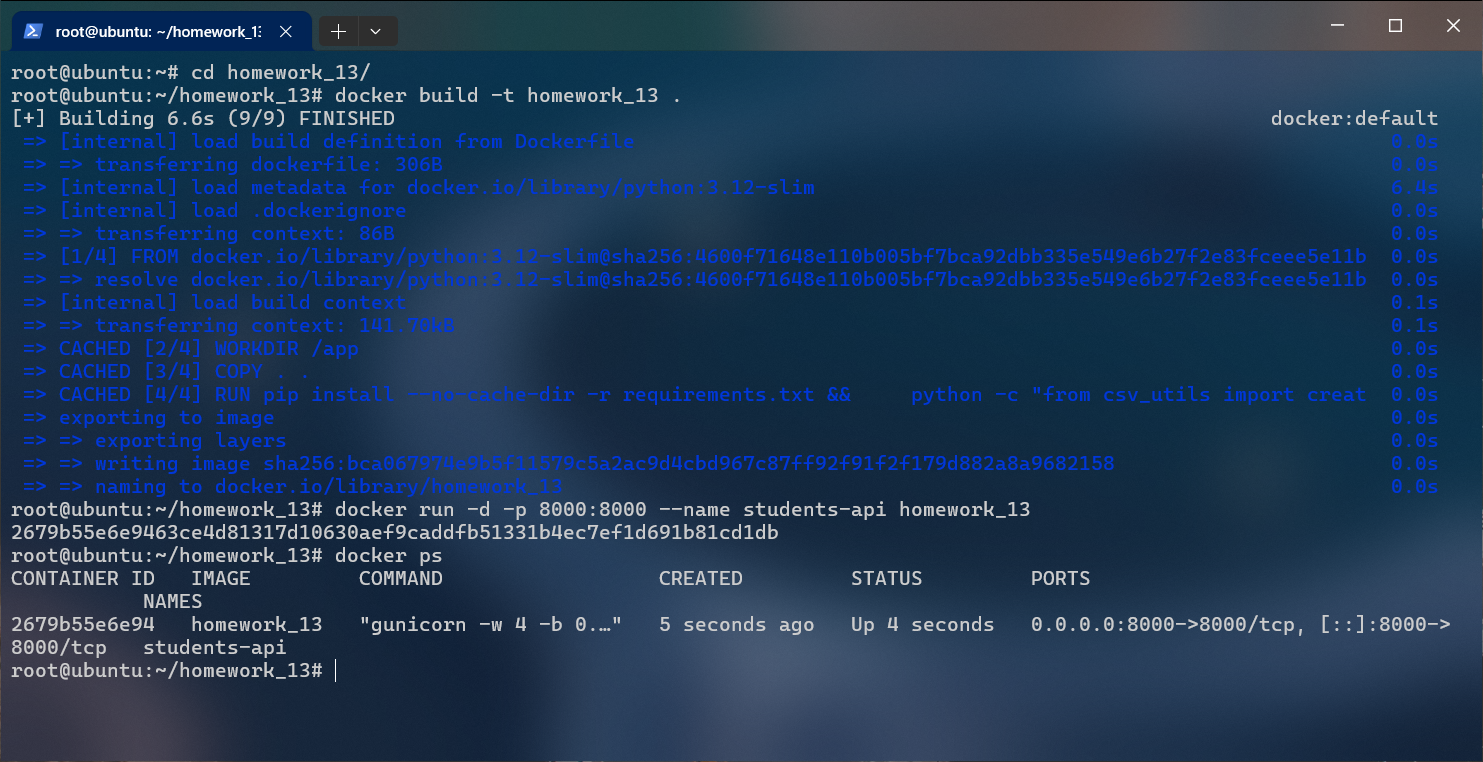 root@ubuntu: ~/homework_13
root@ubuntu:~# cd homework_13/
root@ubuntu:~/homework_13# docker build -t homework_13 .
[+] Building 6.6s (9/9) FINISHED docker:default
=> [internal] load build definition from Dockerfile 0.0s
=> => transferring dockerfile: 306B 0.0s
=> [internal] load metadata for docker.io/library/python:3.12-slim 6.4s
=> [internal] load .dockerignore 0.0s
=> => transferring context: 86B 0.0s
=> [1/4] FROM docker.io/library/python:3.12-slim@sha256:4600f71648e110b005bf7bca92dbb335e549e6b27f2e83fceee5e11b 0.0s
=> => resolve docker.io/library/python:3.12-slim@sha256:4600f71648e110b005bf7bca92dbb335e549e6b27f2e83fceee5e11b 0.0s
=> [internal] load build context 0.1s
=> => transferring context: 141.70kB 0.1s
=> CACHED [2/4] WORKDIR /app 0.0s
=> CACHED [3/4] COPY . . 0.0s
=> CACHED [4/4] RUN pip install --no-cache-dir -r requirements.txt &&     python -c "from csv_utils import creat 0.0s
=> exporting to image 0.0s
=> => exporting layers 0.0s
=> => writing image sha256:bca067974e9b5f11579c5a2ac9d4cbd967c87ff92f91f2f179d882a8a9682158 0.0s
=> => naming to docker.io/library/homework_13 0.0s
root@ubuntu:~/homework_13# docker run -d -p 8000:8000 --name students-api homework_13
2679b55e6e9463ce4d81317d10630aef9caddfb51331b4ec7ef1d691b81cd1db
root@ubuntu:~/homework_13# docker ps
CONTAINER ID   IMAGE         COMMAND                  CREATED         STATUS         PORTS
NAMES
2679b55e6e94   homework_13   "gunicorn -w 4 -b 0.…"   5 seconds ago   Up 4 seconds   0.0.0.0:8000->8000/tcp, [::]:8000->
8000/tcp   students-api
root@ubuntu:~/homework_13#